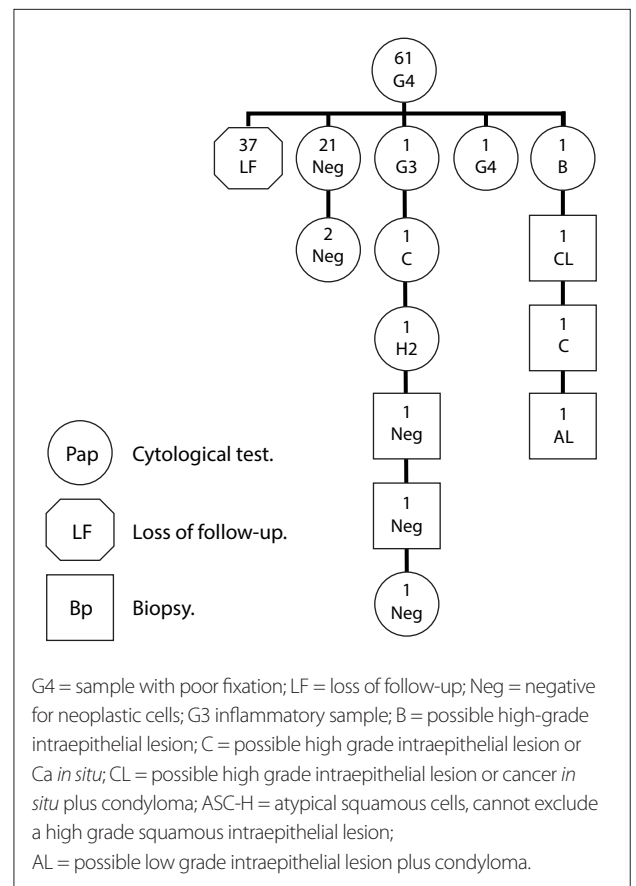 61
G4
37 21 1 1 1
LF Neg G3 G4 B
2 1 1
Neg C CL
1 1
H2 C
1 1
Neg AL
1
Neg
1
Neg
Pap Cytological test.
LF Loss of follow-up.
Bp Biopsy.
G4 = sample with poor fixation; LF = loss of follow-up; Neg = negative
for neoplastic cells; G3 inflammatory sample; B = possible high-grade
intraepithelial lesion; C = possible high grade intraepithelial lesion or
Ca in situ; CL = possible high grade intraepithelial lesion or cancer in
situ plus condyloma; ASC-H = atypical squamous cells, cannot exclude
a high grade squamous intraepithelial lesion;
AL = possible low grade intraepithelial lesion plus condyloma.